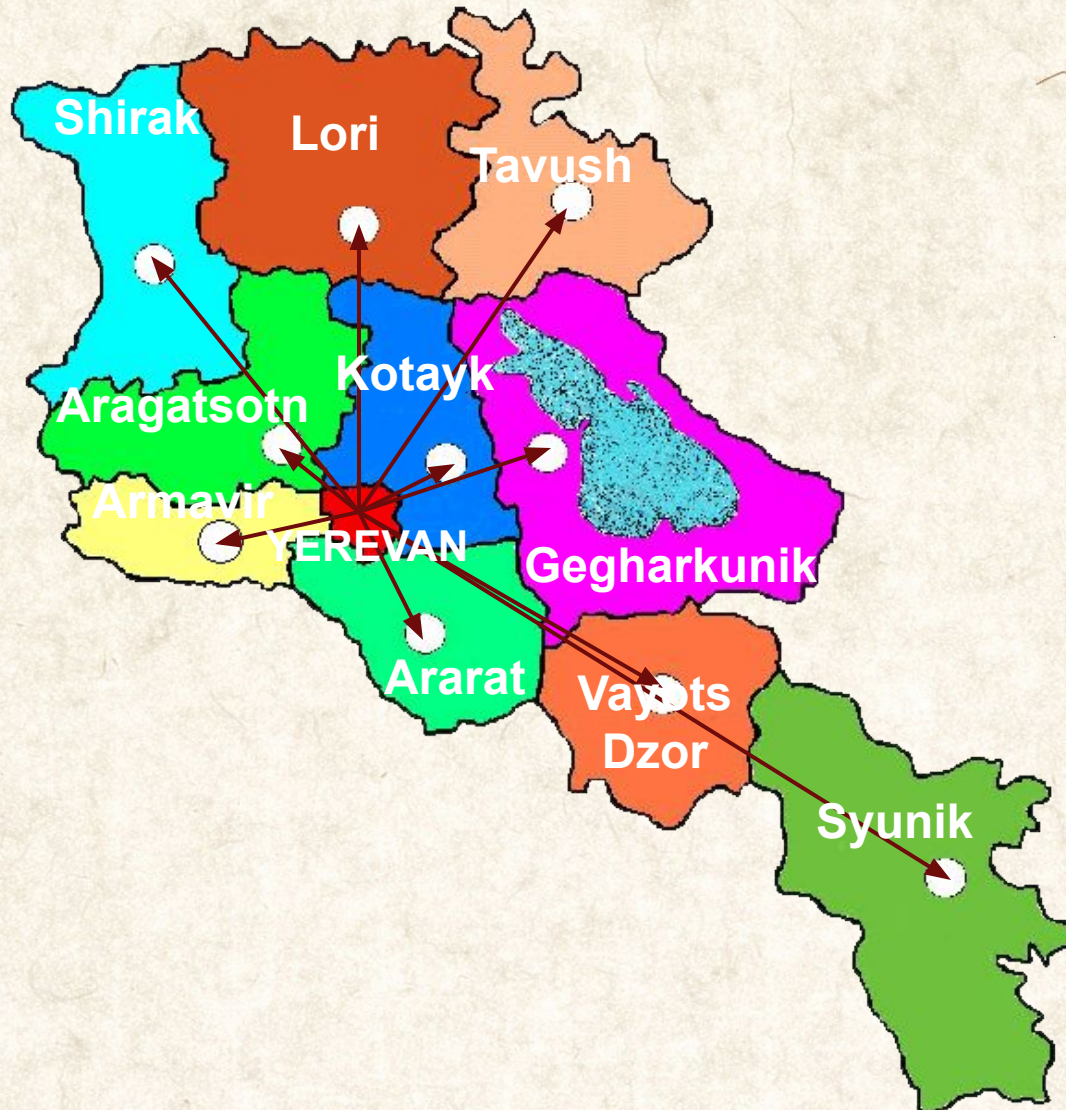 Shirak
Lori
Tavush
Kotayk
Aragatsotn
Armavir
YEREVAN
Gegharkunik
Ararat
Vayots
Dzor
Syunik